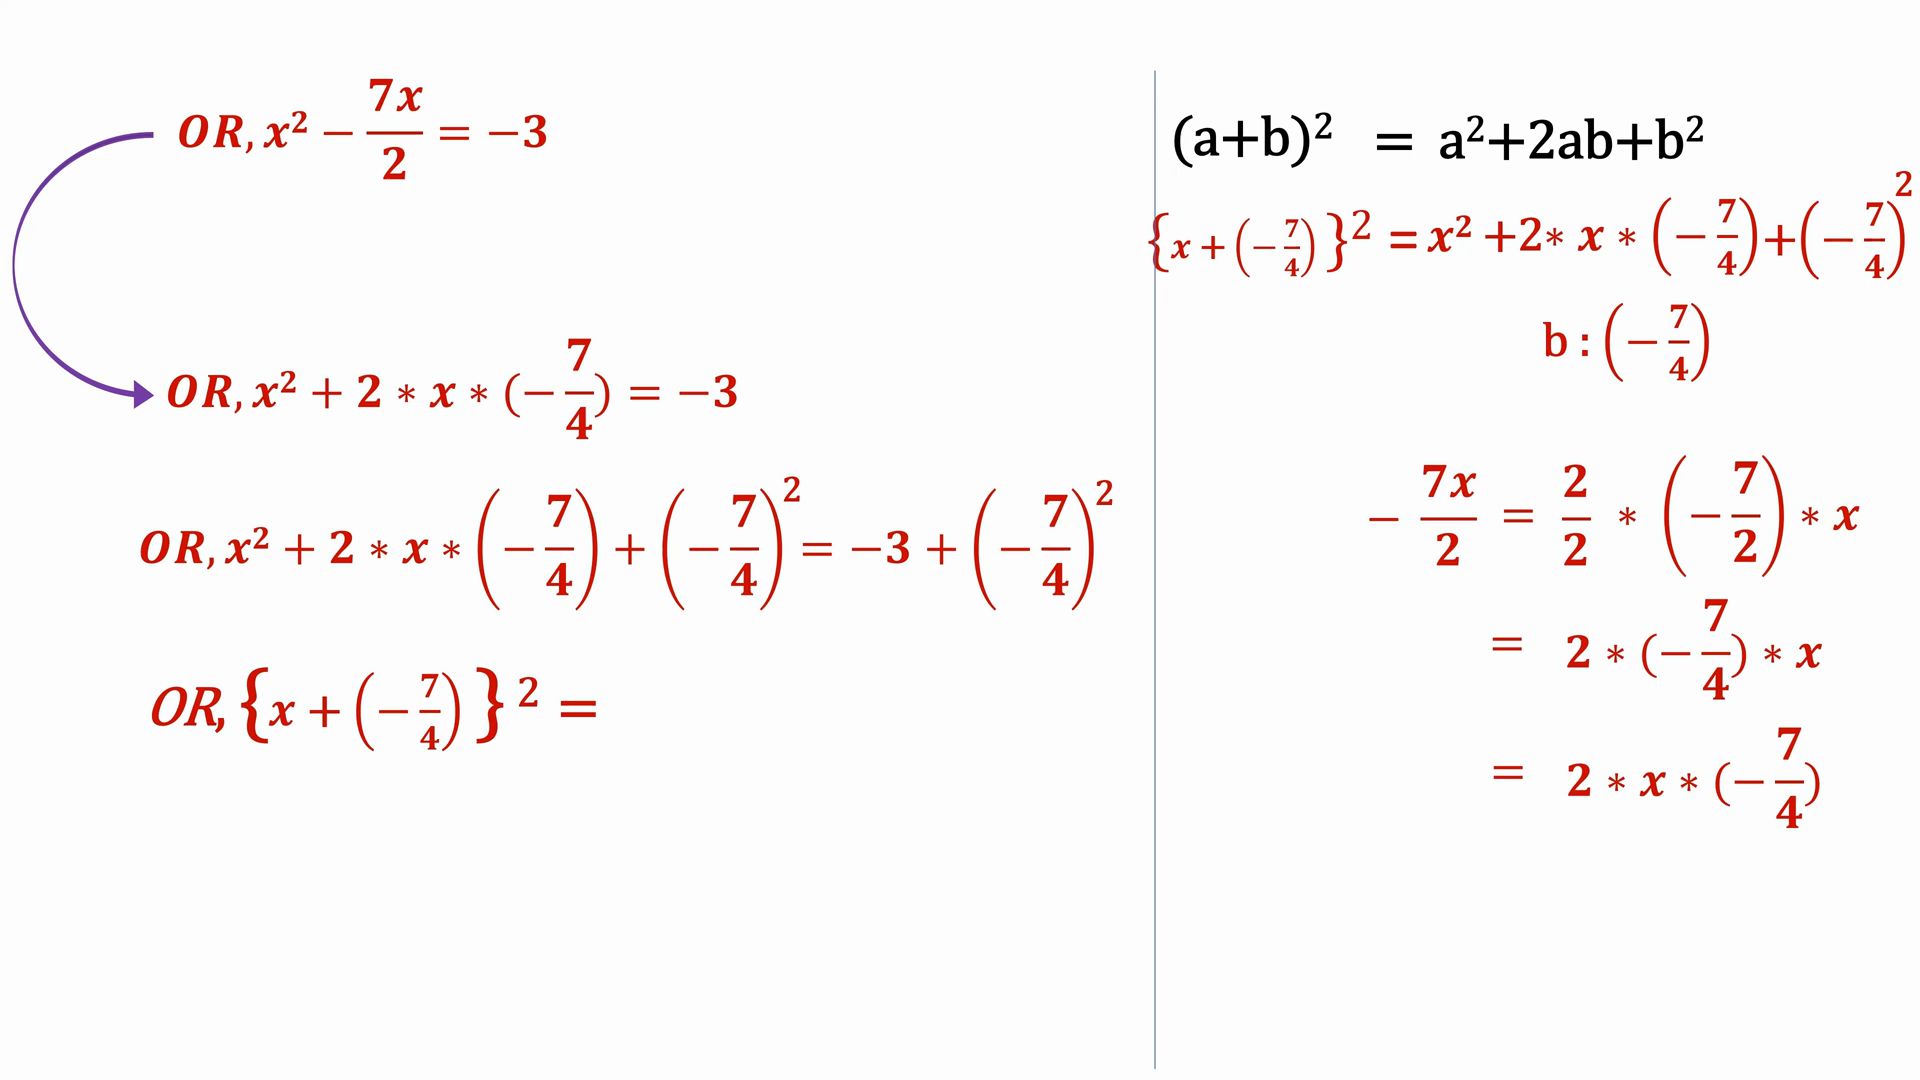 OR, x² − 7x/2 = −3
OR, x² + 2 ∗ x ∗ (−7/4) = −3
OR, x² + 2 ∗ x ∗ (−7/4) + (−7/4)² = −3 + (−7/4)²
OR, {x + (−7/4)}² =
(a+b)² = a²+2ab+b²
{x + (−7/4)}² = x² +2∗ x ∗ (−7/4)+(−7/4)²
b : (−7/4)
− 7x/2 = 2/2 ∗ (−7/2) ∗ x
= 2 ∗ (−7/4) ∗ x
= 2 ∗ x ∗ (−7/4)